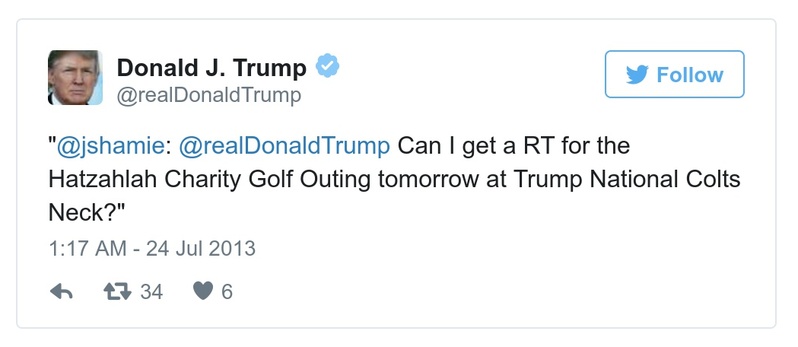 Donald J. Trump
@realDonaldTrump
Follow
"@jshamie: @realDonaldTrump Can I get a RT for the
Hatzahlah Charity Golf Outing tomorrow at Trump National Colts
Neck?"
1:17 AM - 24 Jul 2013
34 6